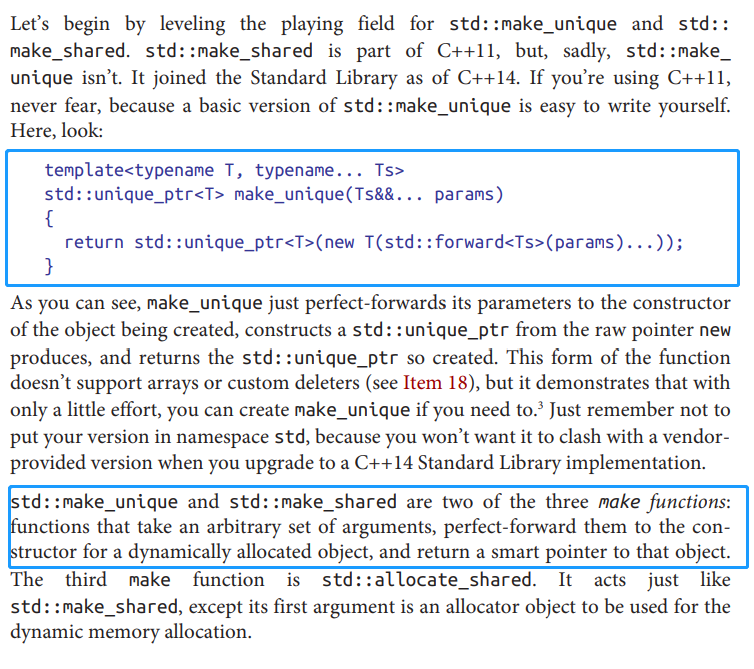 Let’s begin by leveling the playing field for std::make_unique and std::
make_shared. std::make_shared is part of C++11, but, sadly, std::make_
unique isn’t. It joined the Standard Library as of C++14. If you’re using C++11,
never fear, because a basic version of std::make_unique is easy to write yourself.
Here, look:
template<typename T, typename... Ts>
std::unique_ptr<T> make_unique(Ts&&... params)
{
return std::unique_ptr<T>(new T(std::forward<Ts>(params)...));
}
As you can see, make_unique just perfect-forwards its parameters to the constructor
of the object being created, constructs a std::unique_ptr from the raw pointer new
produces, and returns the std::unique_ptr so created. This form of the function
doesn’t support arrays or custom deleters (see Item 18), but it demonstrates that with
only a little effort, you can create make_unique if you need to.³ Just remember not to
put your version in namespace std, because you won’t want it to clash with a vendor-
provided version when you upgrade to a C++14 Standard Library implementation.
std::make_unique and std::make_shared are two of the three make functions:
functions that take an arbitrary set of arguments, perfect-forward them to the con-
structor for a dynamically allocated object, and return a smart pointer to that object.
The third make function is std::allocate_shared. It acts just like
std::make_shared, except its first argument is an allocator object to be used for the
dynamic memory allocation.